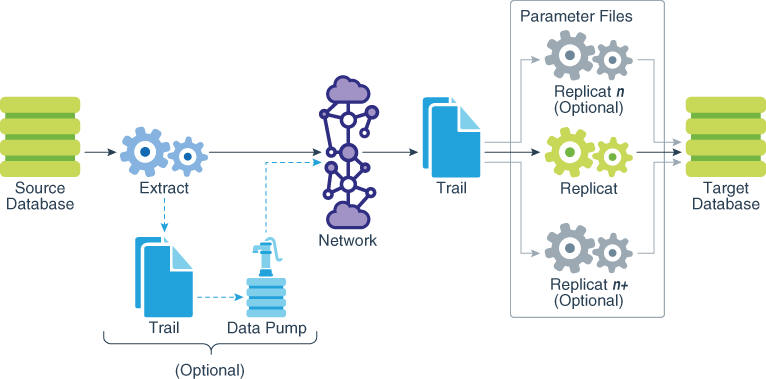 Parameter Files
Replicat n
(Optional)
Source
Database
Extract
Network
Trail
Replicat
Target
Database
Replicat n+
(Optional)
Trail
Data Pump
(Optional)